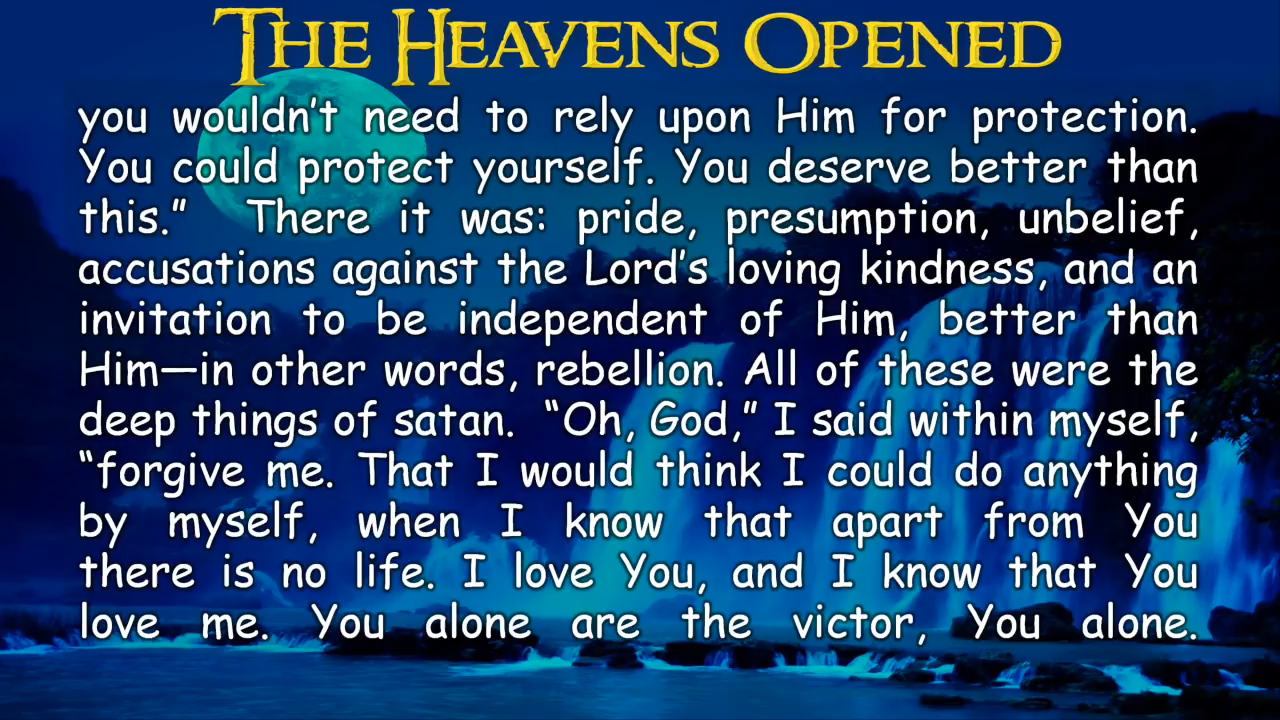 THE HEAVENS OPENED
you wouldn't need to rely upon Him for protection.
You could protect yourself. You deserve better than
this.” There it was: pride, presumption, unbelief,
accusations against the Lord's loving kindness, and an
invitation to be independent of Him, better than
Him—in other words, rebellion. All of these were the
deep things of satan. “Oh, God,” I said within myself,
“forgive me. That I would think I could do anything
by myself, when I know that apart from You
there is no life. I love You, and I know that You
love me. You alone are the victor, You alone.